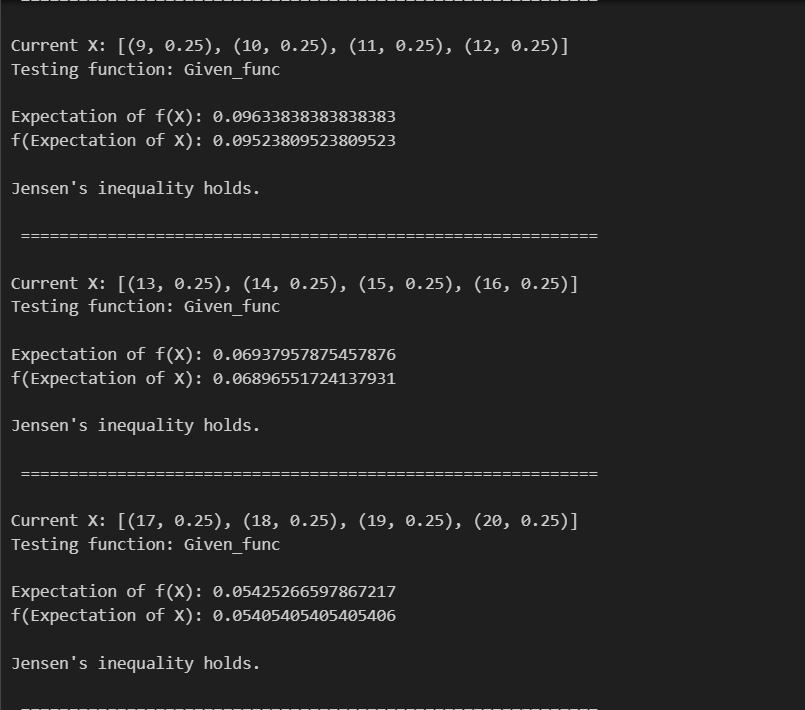 ============================================================
Current X: [(9, 0.25), (10, 0.25), (11, 0.25), (12, 0.25)]
Testing function: Given_func
Expectation of f(X): 0.09633838383838383
f(Expectation of X): 0.09523809523809523
Jensen's inequality holds.
============================================================
Current X: [(13, 0.25), (14, 0.25), (15, 0.25), (16, 0.25)]
Testing function: Given_func
Expectation of f(X): 0.06937957875457876
f(Expectation of X): 0.06896551724137931
Jensen's inequality holds.
============================================================
Current X: [(17, 0.25), (18, 0.25), (19, 0.25), (20, 0.25)]
Testing function: Given_func
Expectation of f(X): 0.05425266597867217
f(Expectation of X): 0.05405405405405406
Jensen's inequality holds.
============================================================